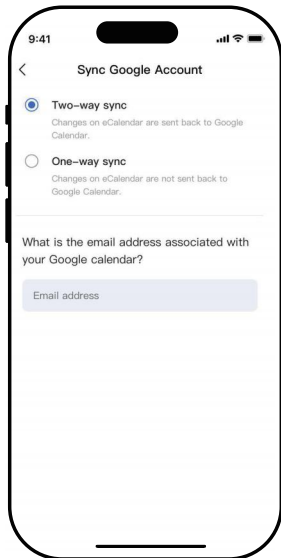 9:41
Sync Google Account
Two-way sync
Changes on eCalendar are sent back to Google
Calendar.
One-way sync
Changes on eCalendar are not sent back to
Google Calendar.
What is the email address associated with
your Google calendar?
Email address